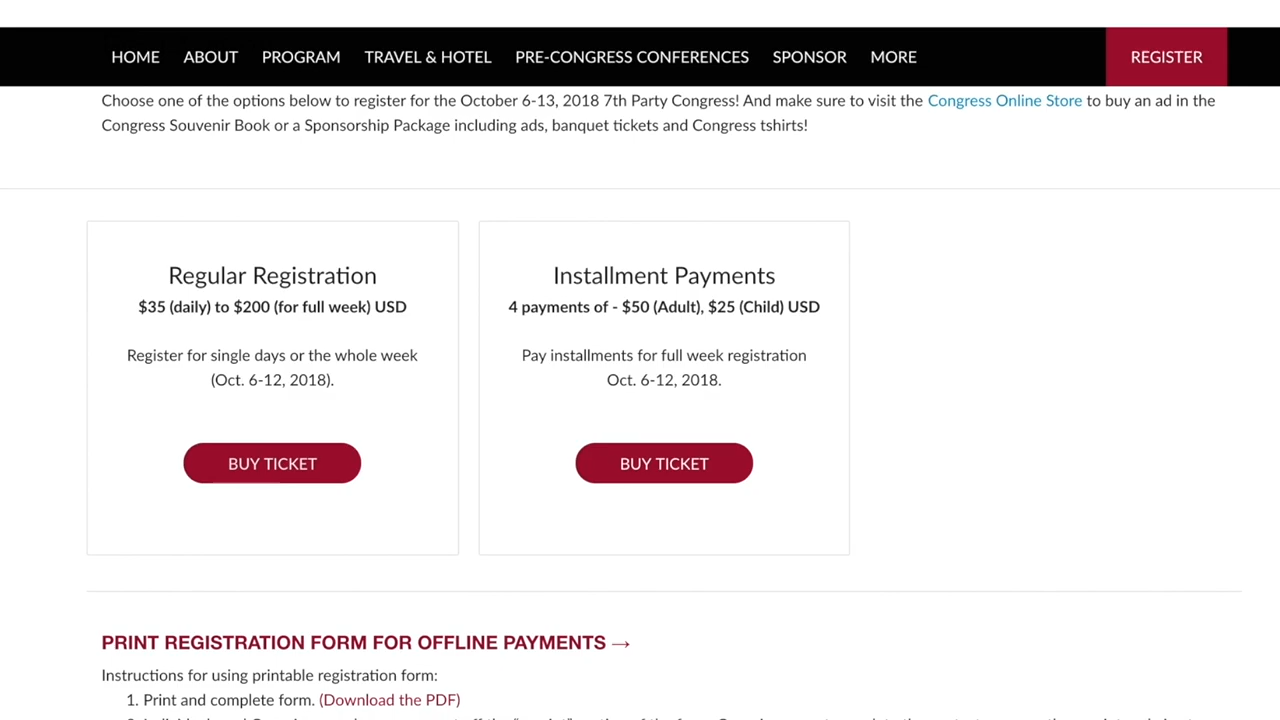 HOME ABOUT PROGRAM TRAVEL & HOTEL PRE-CONGRESS CONFERENCES SPONSOR MORE REGISTER
Choose one of the options below to register for the October 6-13, 2018 7th Party Congress! And make sure to visit the Congress Online Store to buy an ad in the
Congress Souvenir Book or a Sponsorship Package including ads, banquet tickets and Congress tshirts!
Regular Registration
$35 (daily) to $200 (for full week) USD
Register for single days or the whole week
(Oct. 6-12, 2018).
BUY TICKET
Installment Payments
4 payments of - $50 (Adult), $25 (Child) USD
Pay installments for full week registration
Oct. 6-12, 2018.
BUY TICKET
PRINT REGISTRATION FORM FOR OFFLINE PAYMENTS →
Instructions for using printable registration form:
1. Print and complete form. (Download the PDF)